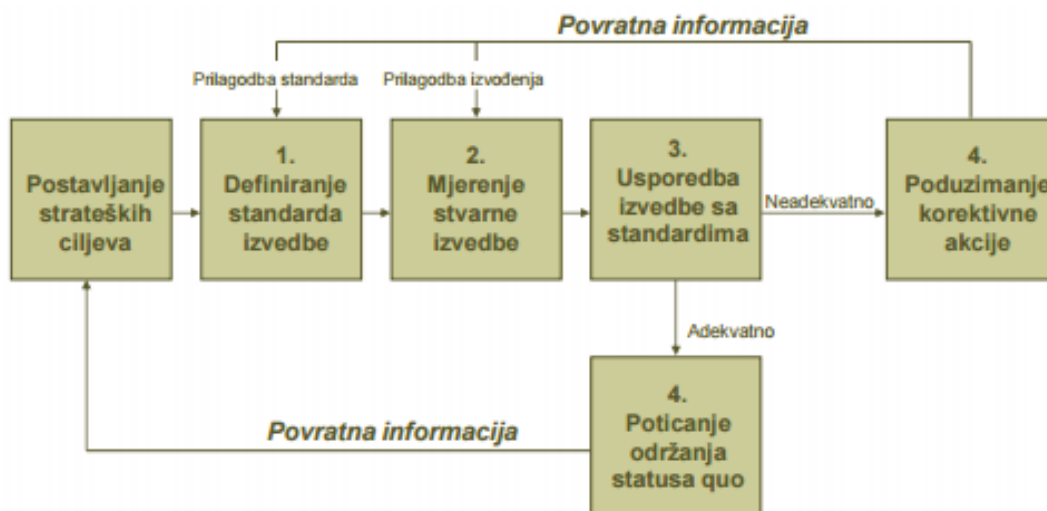 Povratna informacija
Prilagodba standarda
Prilagodba izvođenja
Postavljanje
strateških
ciljeva
1.
Definiranje
standarda
izvedbe
2.
Mjerenje
stvarne
izvedbe
3.
Usporedba
izvedbe sa
standardima
Neadekvatno
4.
Poduzimanje
korektivne
akcije
Adekvatno
4.
Poticanje
održanja
statusa quo
Povratna informacija